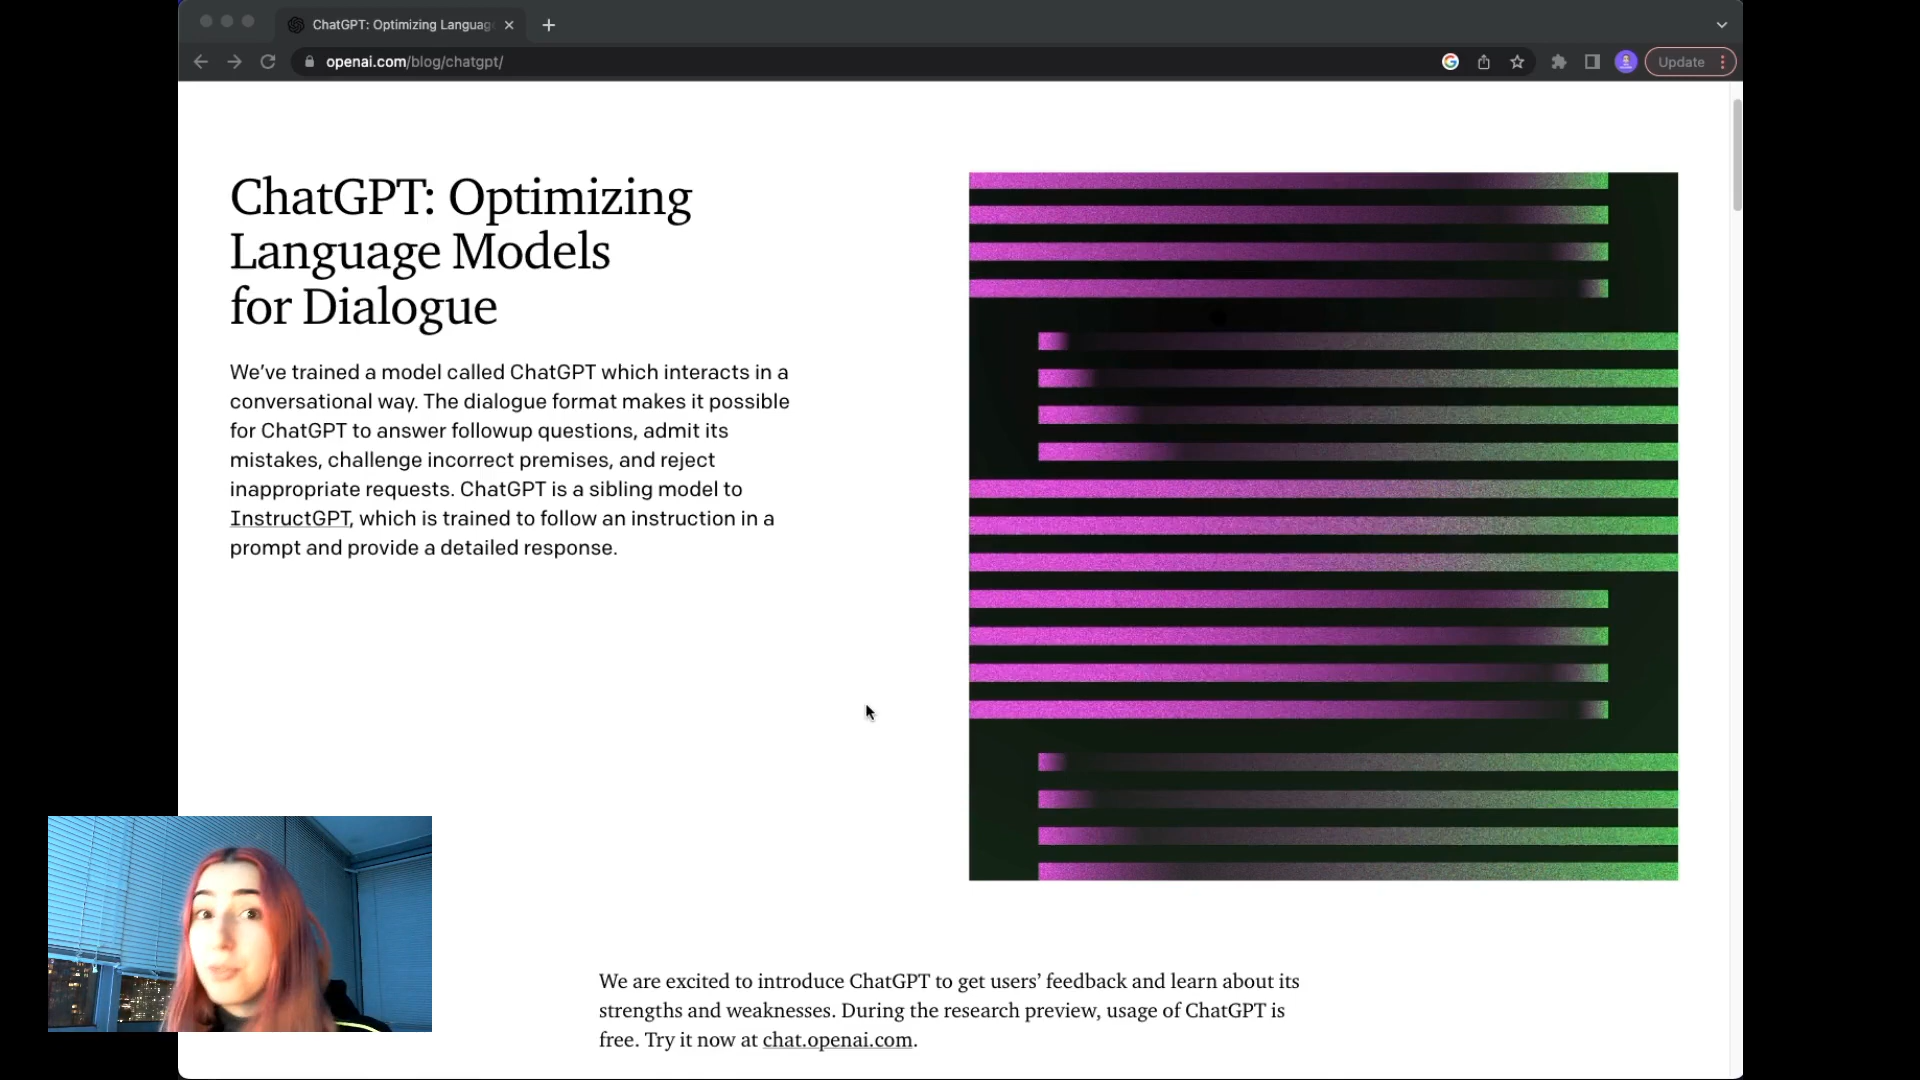 ChatGPT: Optimizing Languag
openai.com/blog/chatgpt/
Update
ChatGPT: Optimizing
Language Models
for Dialogue
We’ve trained a model called ChatGPT which interacts in a
conversational way. The dialogue format makes it possible
for ChatGPT to answer followup questions, admit its
mistakes, challenge incorrect premises, and reject
inappropriate requests. ChatGPT is a sibling model to
InstructGPT, which is trained to follow an instruction in a
prompt and provide a detailed response.
We are excited to introduce ChatGPT to get users’ feedback and learn about its
strengths and weaknesses. During the research preview, usage of ChatGPT is
free. Try it now at chat.openai.com.